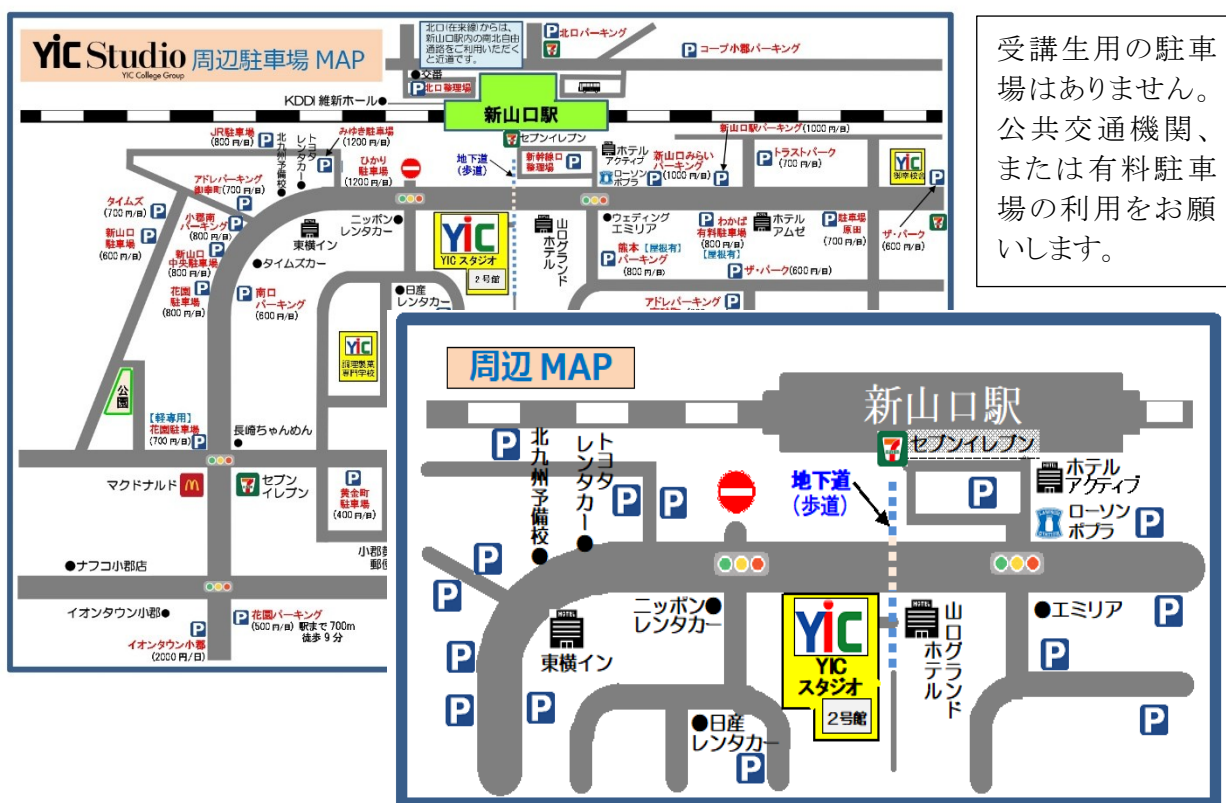 YiC Studio 周辺駐車場 MAP
YIC College Group
北口(在来線)からは、
新山口駅内の南北自由
通路をご利用いただく
と近道です。
北口パーキング
コープ小郡パーキング
●交番
北口整理場
KDDI 維新ホール●
新山口駅
セブンイレブン
新山口駅パーキング(1000円/日)
JR駐車場
(800円/日)
北九州予備校●
トヨタ
レンタカー●
みゆき駐車場
(1200円/日)
ひかり
駐車場
(1200円/日)
地下道
(歩道)
新幹線口
整理場
ホテル
アクティブ
ローソン
ポプラ
新山口みらい
パーキング
(1000円/日)
トラストパーク
(700円/日)
YiC
アドレパーキング
御幸町(700円/日)
タイムズ
(700円/日)
小郡南
パーキング
(800円/日)
新山口
駐車場
(600円/日)
新山口
中央駐車場
(800円/日)
東横イン
●タイムズカー
ニッポン●
レンタカー
YiC
YIC スタジオ
2号館
山口グランド
ホテル
●ウェディング
エミリア
熊本【屋根有】
パーキング
(800円/日)
わかば
有料駐車場
(800円/日)
【屋根有】
ホテル
アムゼ
駐車場
原田
(700円/日)
ザ・パーク
(600円/日)
ザ・パーク(600円/日)
花園
駐車場
(800円/日)
南口
パーキング
(600円/日)
●日産
レンタカー
アドレパーキング
YiC
調理製菓
専門学校
公園
【軽専用】
花園駐車場
(700円/日)
長崎ちゃんめん
●
マクドナルド
セブン
イレブン
黄金町
駐車場
(400円/日)
●ナフコ小郡店
イオンタウン小郡●
イオンタウン小郡
(2000円/日)
花園パーキング
(500円/日) 駅まで700m
徒歩9分
受講生用の駐車
場はありません。
公共交通機関、
または有料駐車
場の利用をお願
いします。
周辺 MAP
新山口駅
セブンイレブン
北九州予備校●
トヨタ
レンタカー●
地下道
(歩道)
ホテル
アクティブ
ローソン
ポプラ
ニッポン●
レンタカー
東横イン
YiC
YIC
スタジオ
2号館
山口グランド
ホテル
●エミリア
●日産
レンタカー